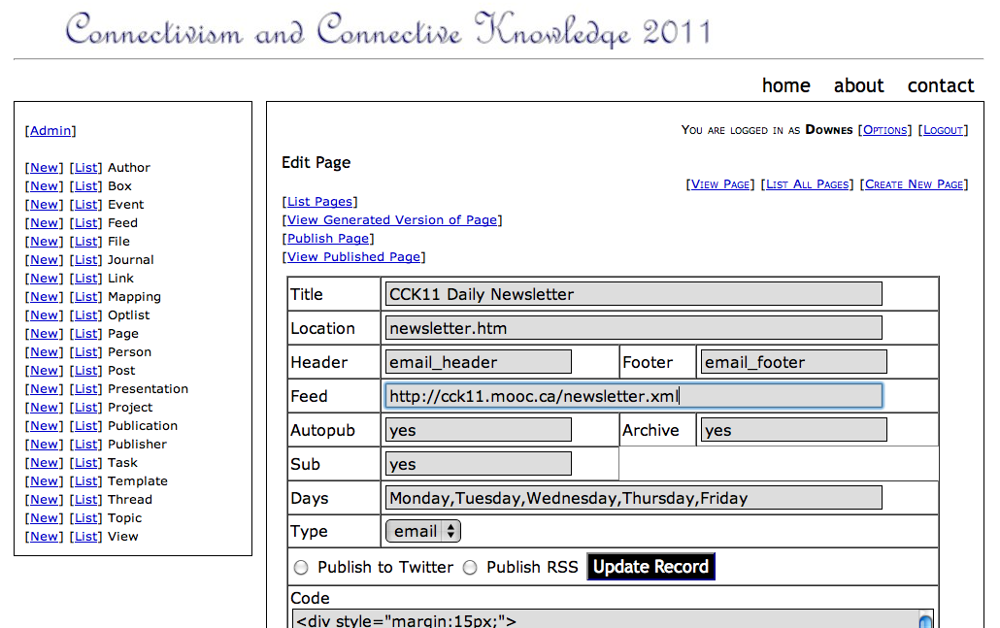 Connectivism and Connective Knowledge 2011
home about contact
[Admin]
[New] [List] Author
[New] [List] Box
[New] [List] Event
[New] [List] Feed
[New] [List] File
[New] [List] Journal
[New] [List] Link
[New] [List] Mapping
[New] [List] Optlist
[New] [List] Page
[New] [List] Person
[New] [List] Post
[New] [List] Presentation
[New] [List] Project
[New] [List] Publication
[New] [List] Publisher
[New] [List] Task
[New] [List] Template
[New] [List] Thread
[New] [List] Topic
[New] [List] View
You are logged in as Downes [Options] [Logout]
Edit Page
[View Page] [List All Pages] [Create New Page]
[List Pages]
[View Generated Version of Page]
[Publish Page]
[View Published Page]
Title CCK11 Daily Newsletter
Location newsletter.htm
Header email_header Footer email_footer
Feed http://cck11.mooc.ca/newsletter.xml
Autopub yes Archive yes
Sub yes
Days Monday,Tuesday,Wednesday,Thursday,Friday
Type email
Publish to Twitter Publish RSS Update Record
Code
<div style="margin:15px;">